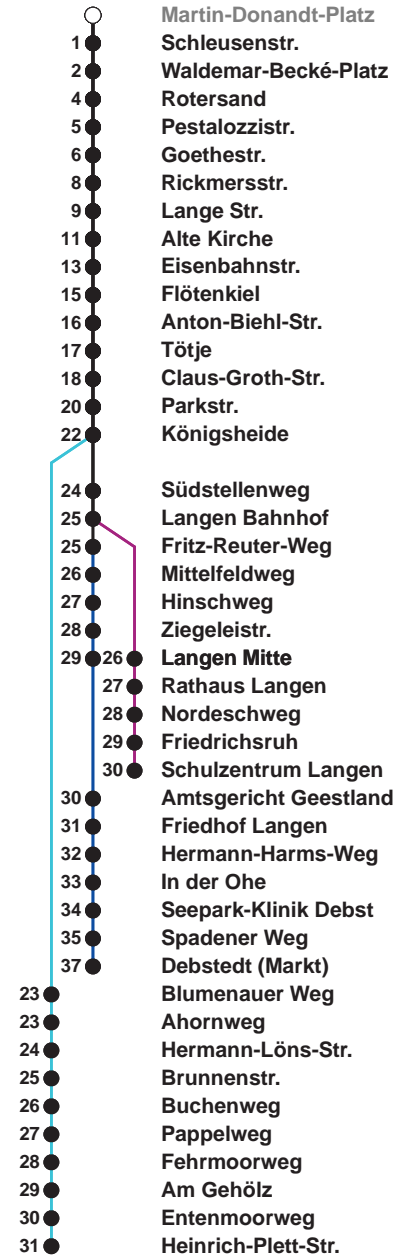 Martin-Donandt-Platz
1 Schleusenstr.
2 Waldemar-Becké-Platz
4 Rotersand
5 Pestalozzistr.
6 Goethestr.
8 Rickmersstr.
9 Lange Str.
11 Alte Kirche
13 Eisenbahnstr.
15 Flötenkiel
16 Anton-Biehl-Str.
17 Tötje
18 Claus-Groth-Str.
20 Parkstr.
22 Königsheide
24 Südstellenweg
25 Langen Bahnhof
25 Fritz-Reuter-Weg
26 Mittelfeldweg
27 Hinschweg
28 Ziegeleistr.
29 26 Langen Mitte
27 Rathaus Langen
28 Nordeschweg
29 Friedrichsruh
30 Schulzentrum Langen
30 Amtsgericht Geestland
31 Friedhof Langen
32 Hermann-Harms-Weg
33 In der Ohe
34 Seepark-Klinik Debst
35 Spadener Weg
37 Debstedt (Markt)
23 Blumenauer Weg
23 Ahornweg
24 Hermann-Löns-Str.
25 Brunnenstr.
26 Buchenweg
27 Pappelweg
28 Fehrmoorweg
29 Am Gehölz
30 Entenmoorweg
31 Heinrich-Plett-Str.